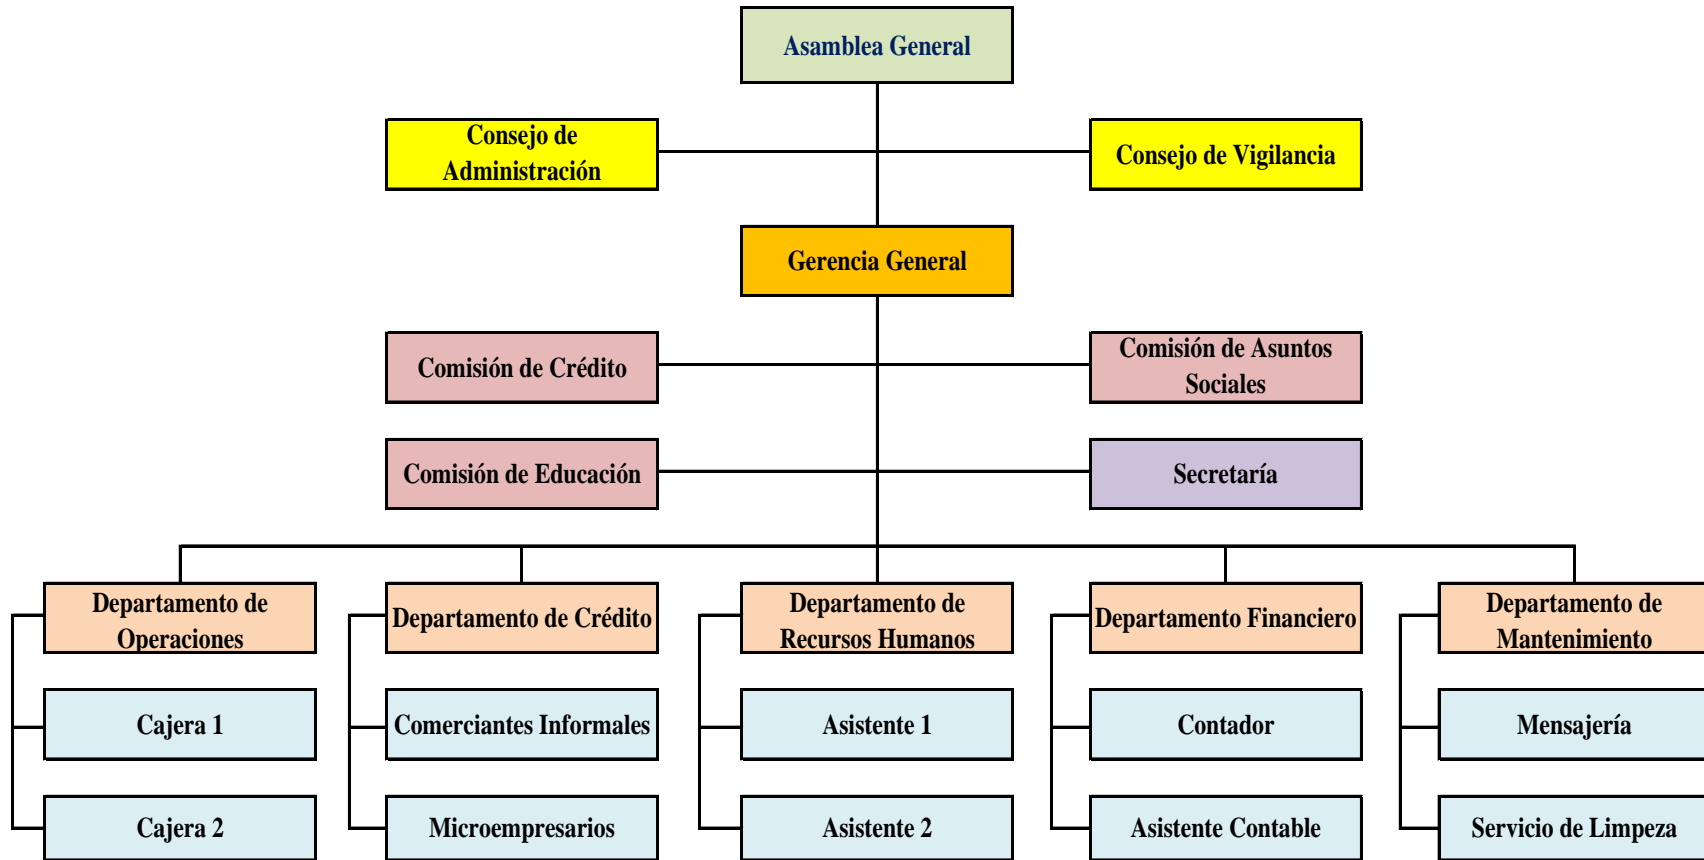 Asamblea General
Consejo de
Administración
Consejo de Vigilancia
Gerencia General
Comisión de Crédito
Comisión de Asuntos
Sociales
Comisión de Educación
Secretaría
Departamento de
Operaciones
Departamento de Crédito
Departamento de
Recursos Humanos
Departamento Financiero
Departamento de
Mantenimiento
Cajera 1
Comerciantes Informales
Asistente 1
Contador
Mensajería
Cajera 2
Microempresarios
Asistente 2
Asistente Contable
Servicio de Limpeza